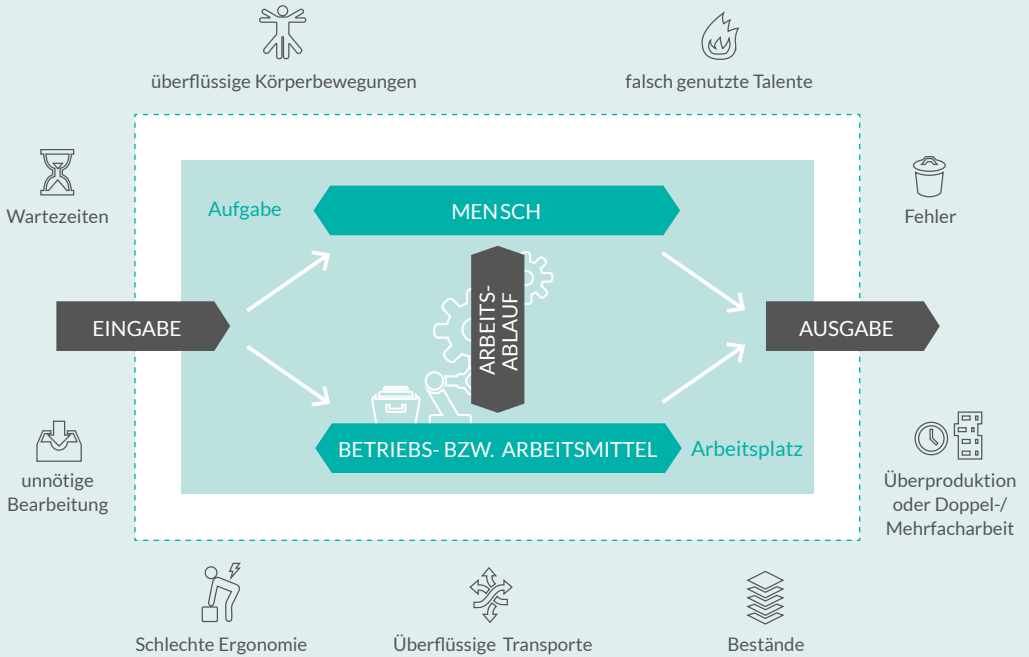 überflüssige Körperbewegungen
falsch genutzte Talente
Wartezeiten
Fehler
Aufgabe
MENSCH
EINGABE
ARBEITS-
ABLAUF
AUSGABE
BETRIEBS- BZW. ARBEITSMITTEL
Arbeitsplatz
unnötige
Bearbeitung
Überproduktion
oder Doppel-/
Mehrfacharbeit
Schlechte Ergonomie
Überflüssige Transporte
Bestände